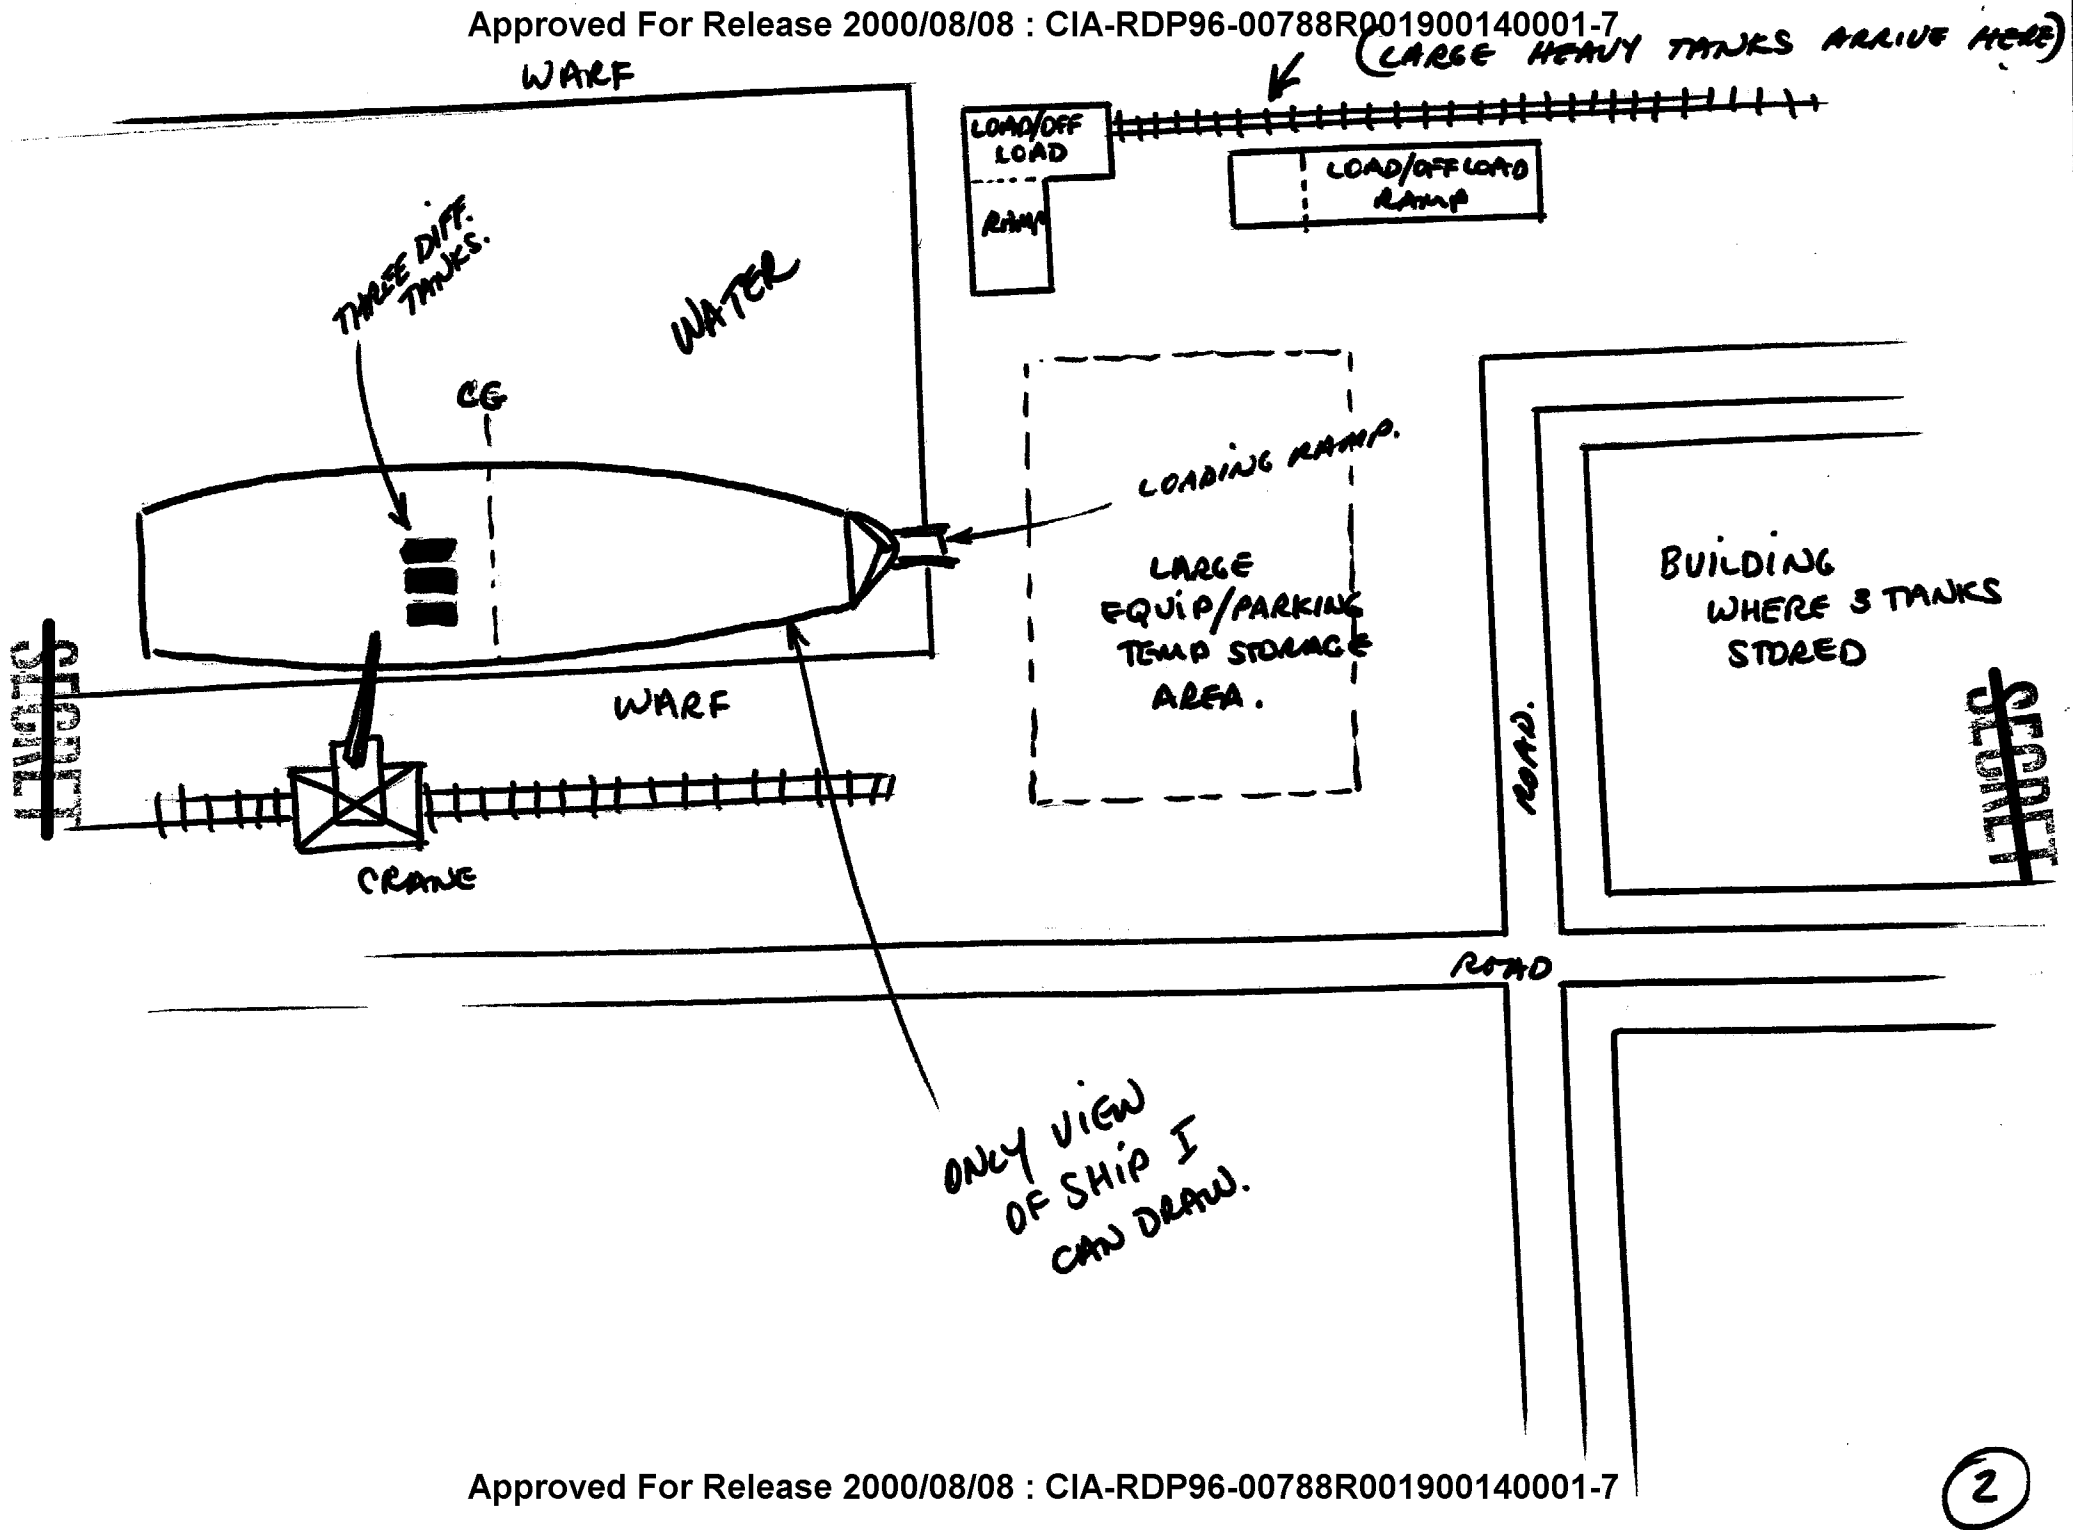 Approved For Release 2000/08/08 : CIA-RDP96-00788R001900140001-7
(LARGE HEAVY TANKS ARRIVE HERE)
WARF
LOAD/OFF
LOAD
RAMP
LOAD/OFFLOAD
RAMP
THREE DIFF.
TANKS.
WATER
CG
LOADING RAMP.
LARGE
EQUIP/PARKING
TEMP STORAGE
AREA.
BUILDING
WHERE 3 TANKS
STORED
SECRET
WARF
ROAD.
SECRET
CRANE
ROAD
ONLY VIEW
OF SHIP I
CAN DRAW.
Approved For Release 2000/08/08 : CIA-RDP96-00788R001900140001-7
2